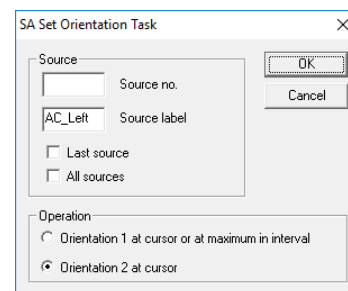 SA Set Orientation Task
Source
OK
Source no.
Cancel
AC_Left Source label
Last source
All sources
Operation
Orientation 1 at cursor or at maximum in interval
Orientation 2 at cursor